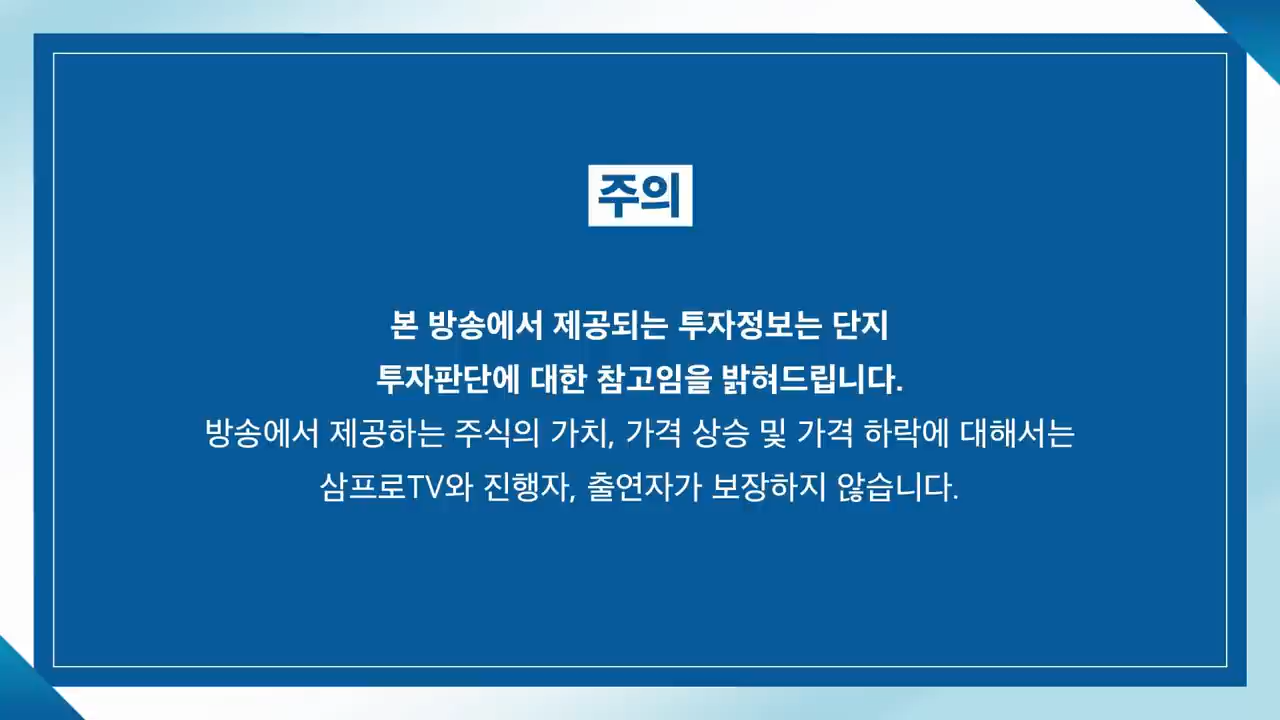 주의
본 방송에서 제공되는 투자정보는 단지
투자판단에 대한 참고임을 밝혀드립니다.
방송에서 제공하는 주식의 가치, 가격 상승 및 가격 하락에 대해서는
삼프로TV와 진행자, 출연자가 보장하지 않습니다.